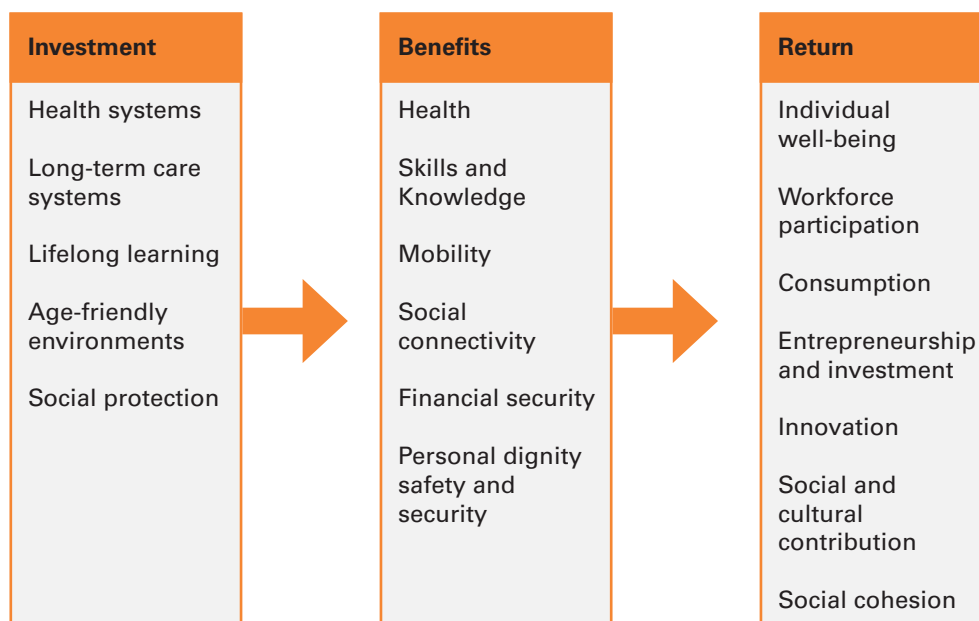 Investment
Health systems
Long-term care
systems
Lifelong learning
Age-friendly
environments
Social protection
Benefits
Health
Skills and
Knowledge
Mobility
Social
connectivity
Financial security
Personal dignity
safety and
security
Return
Individual
well-being
Workforce
participation
Consumption
Entrepreneurship
and investment
Innovation
Social and
cultural
contribution
Social cohesion